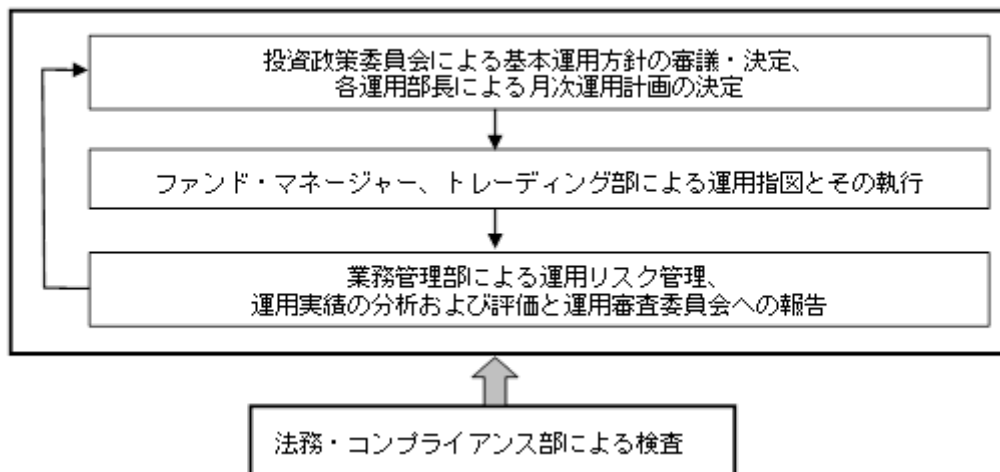 投資政策委員会による基本運用方針の審議・決定、
各運用部長による月次運用計画の決定
ファンド・マネージャー、トレーディング部による運用指図とその執行
業務管理部による運用リスク管理、
運用実績の分析および評価と運用審査委員会への報告
法務・コンプライアンス部による検査